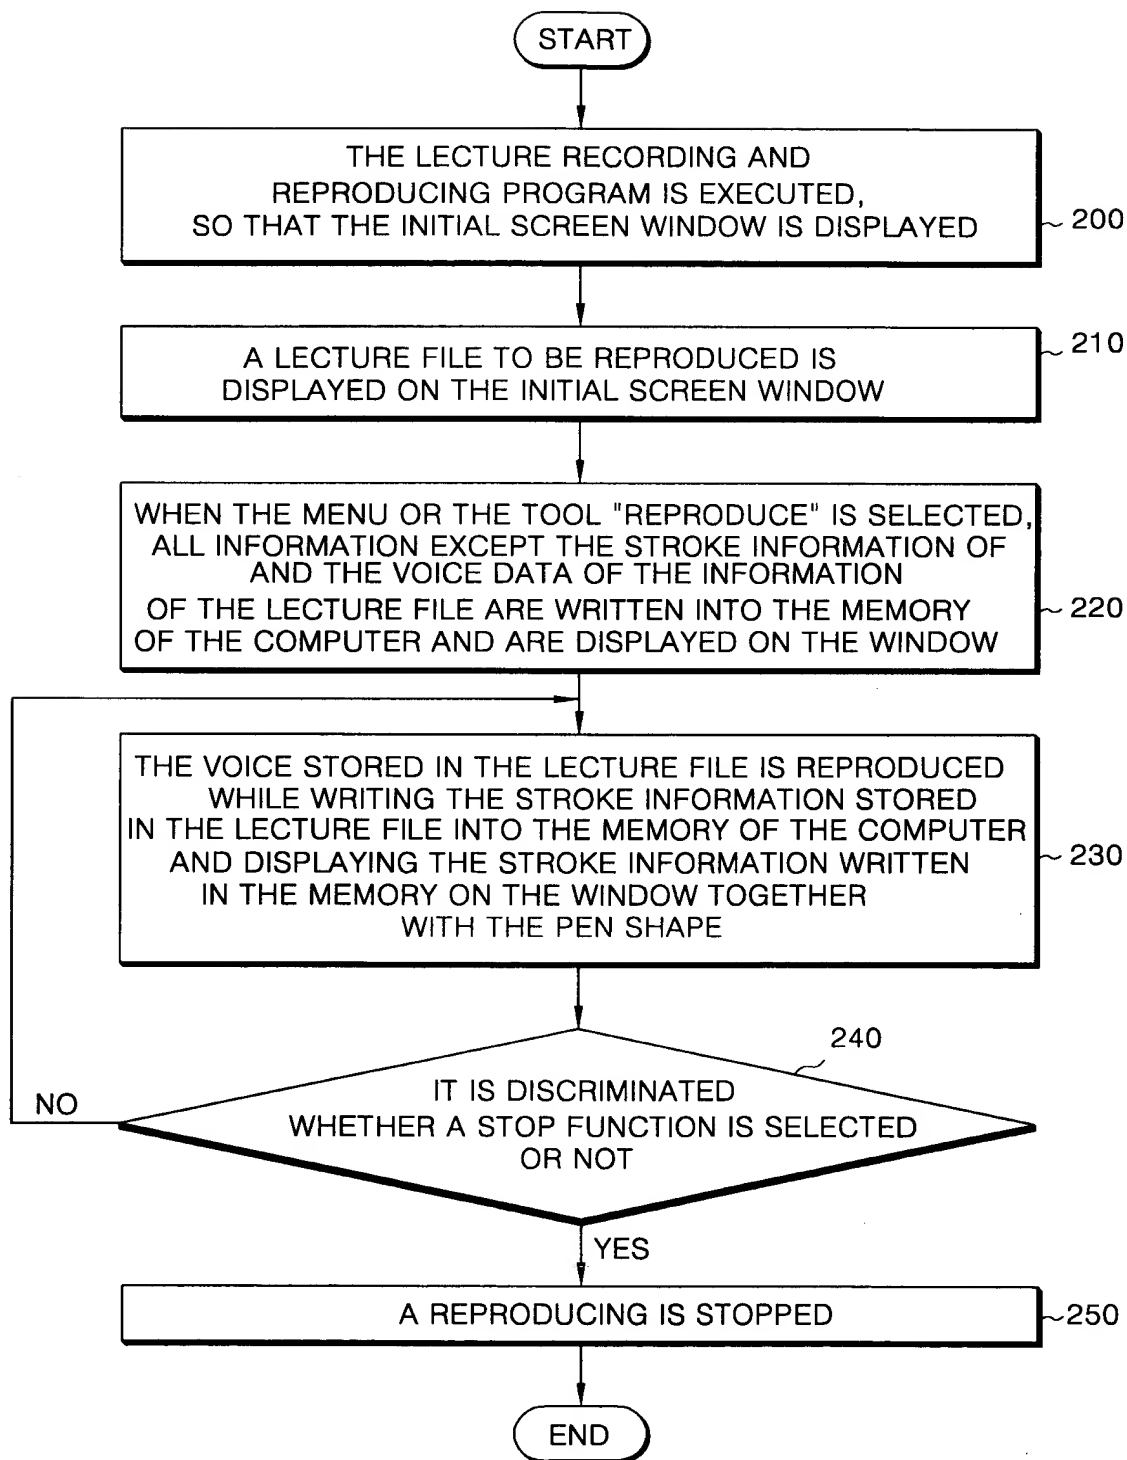 START
THE LECTURE RECORDING AND
REPRODUCING PROGRAM IS EXECUTED,
SO THAT THE INITIAL SCREEN WINDOW IS DISPLAYED
200
A LECTURE FILE TO BE REPRODUCED IS
DISPLAYED ON THE INITIAL SCREEN WINDOW
210
WHEN THE MENU OR THE TOOL "REPRODUCE" IS SELECTED,
ALL INFORMATION EXCEPT THE STROKE INFORMATION OF
AND THE VOICE DATA OF THE INFORMATION
OF THE LECTURE FILE ARE WRITTEN INTO THE MEMORY
OF THE COMPUTER AND ARE DISPLAYED ON THE WINDOW
220
THE VOICE STORED IN THE LECTURE FILE IS REPRODUCED
WHILE WRITING THE STROKE INFORMATION STORED
IN THE LECTURE FILE INTO THE MEMORY OF THE COMPUTER
AND DISPLAYING THE STROKE INFORMATION WRITTEN
IN THE MEMORY ON THE WINDOW TOGETHER
WITH THE PEN SHAPE
230
240
IT IS DISCRIMINATED
WHETHER A STOP FUNCTION IS SELECTED
OR NOT
NO
YES
A REPRODUCING IS STOPPED
250
END